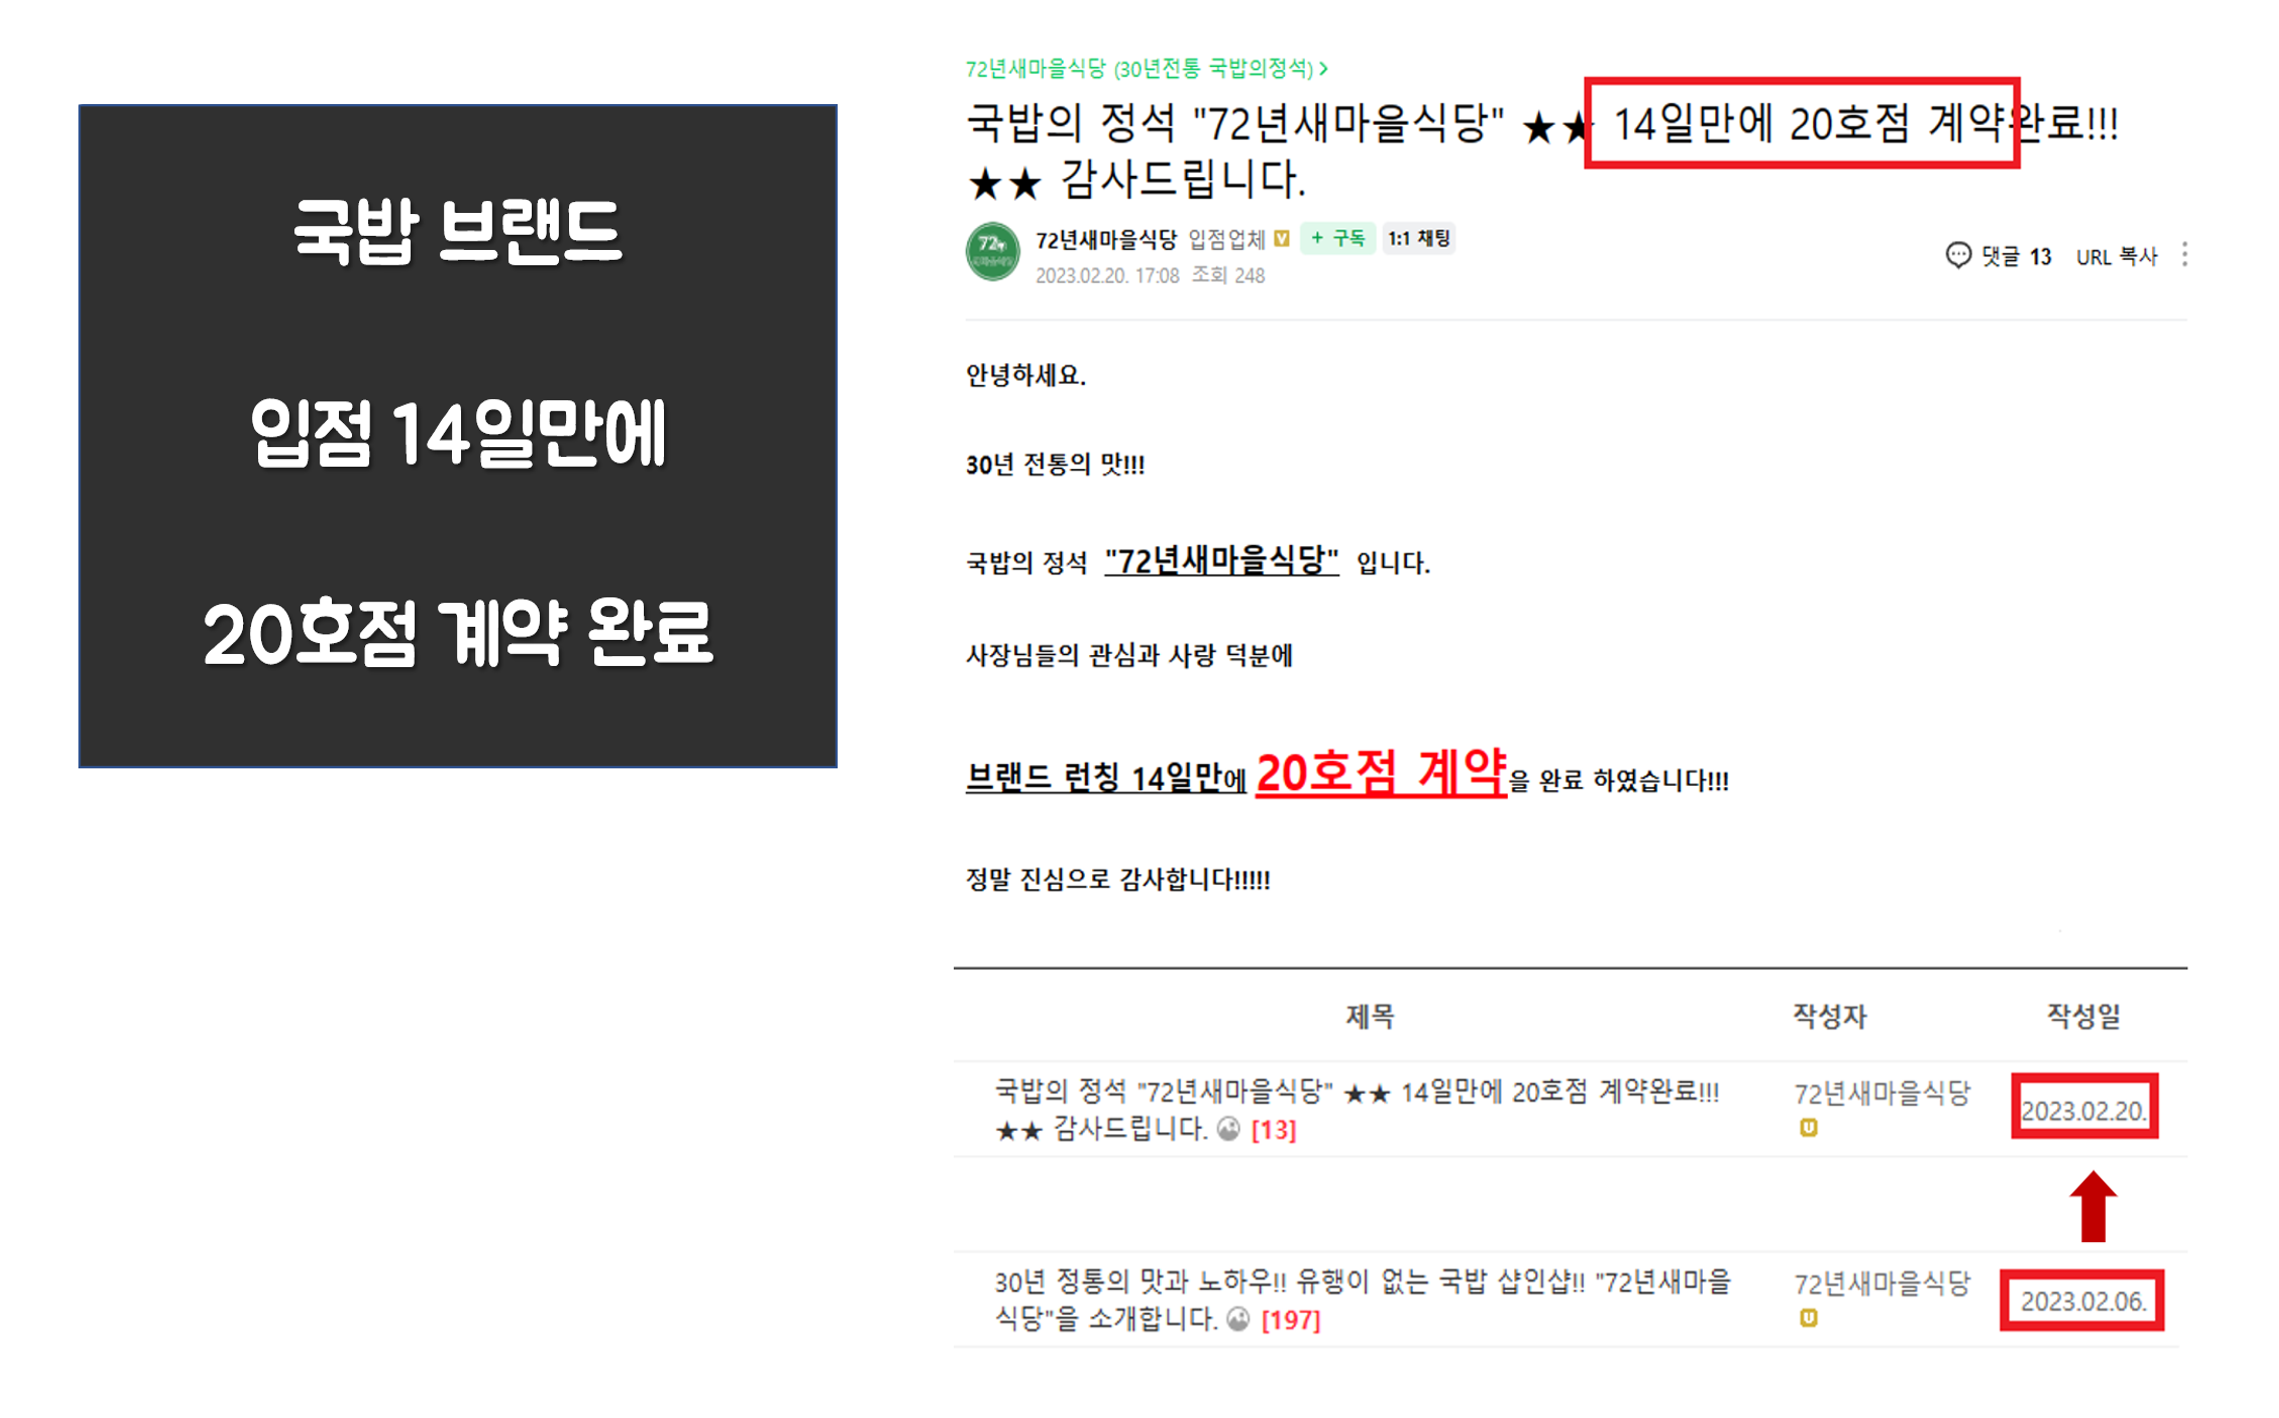 국밥 브랜드
입점 14일만에
20호점 계약 완료
72년새마을식당 (30년전통 국밥의정석) >
국밥의 정석 "72년새마을식당" ★★ 14일만에 20호점 계약완료!!!
★★ 감사드립니다.
72년새마을식당 입점업체 + 구독 1:1 채팅
2023.02.20. 17:08 조회 248
댓글 13 URL 복사
안녕하세요.
30년 전통의 맛!!!
국밥의 정석 "72년새마을식당" 입니다.
사장님들의 관심과 사랑 덕분에
브랜드 런칭 14일만에 20호점 계약을 완료 하였습니다!!!
정말 진심으로 감사합니다!!!!!
제목 작성자 작성일
국밥의 정석 "72년새마을식당" ★★ 14일만에 20호점 계약완료!!!
★★ 감사드립니다. [13]
72년새마을식당
2023.02.20.
30년 정통의 맛과 노하우!! 유행이 없는 국밥 샵인샵!! "72년새마을
식당"을 소개합니다. [197]
72년새마을식당
2023.02.06.